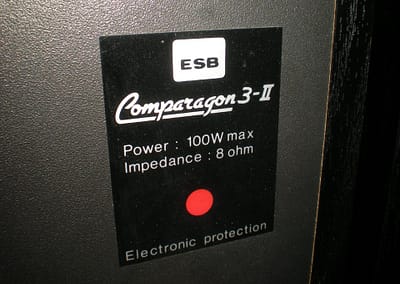 ESB
Comparagon 3-II
Power : 100W max
Impedance : 8 ohm
Electronic protection